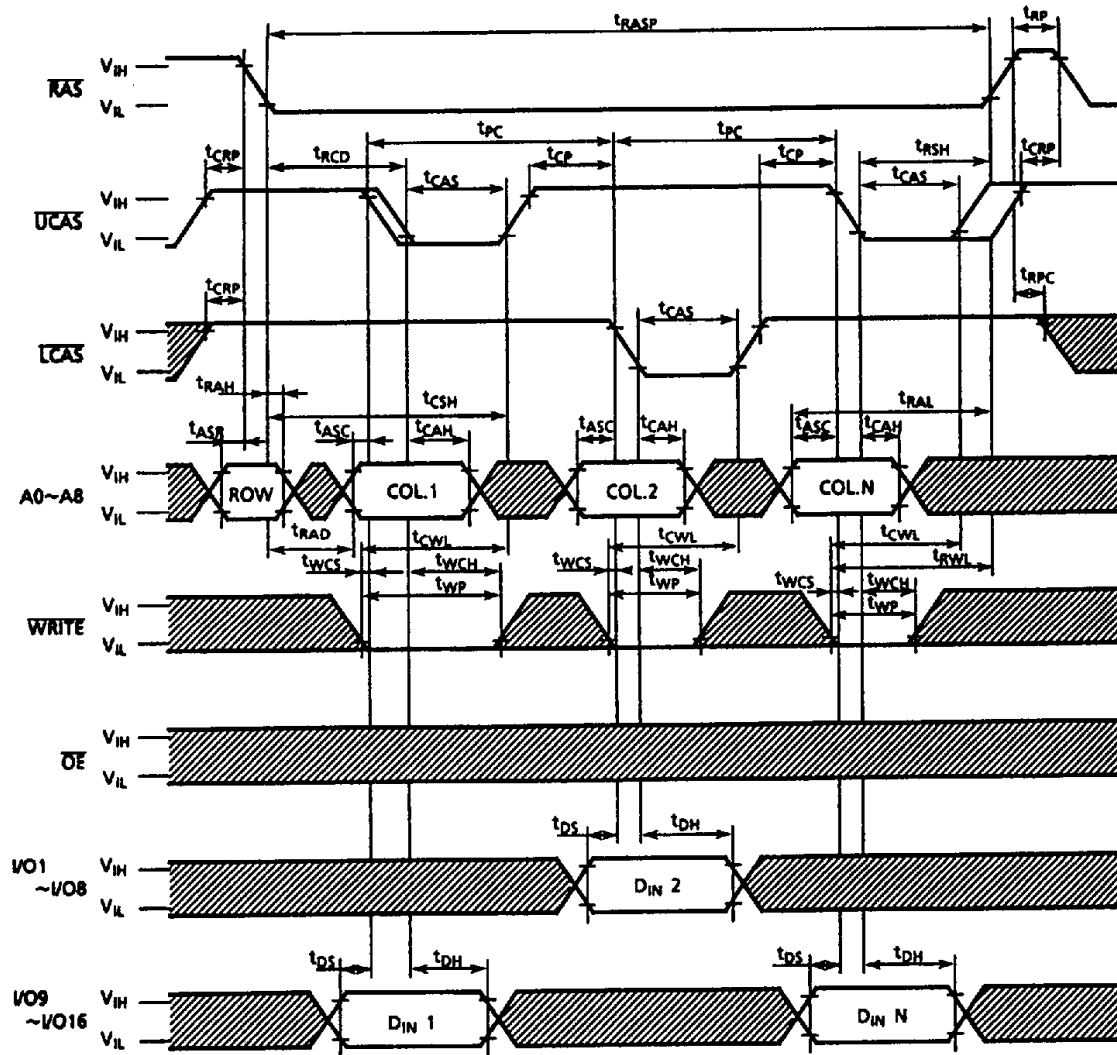 tRASP tRP
RAS VIH
VIL
tPC tPC
tCRP tRCD tCP tCP tRSH tCRP
tCAS tCAS
UCAS VIH
VIL
tCRP tCAS tRPC
LCAS VIH
VIL
tRAH tCSH tRAL
tASR tASC tCAH tASC tCAH tASC tCAH
A0~A8 VIH
VIL
ROW COL.1 COL.2 COL.N
tRAD tCWL tCWL tCWL
tWCS tWCH tWCS tWCH tRWL
tWP tWP tWCS tWCH
tWP
WRITE VIH
VIL
OE VIH
VIL
tDS tDH
I/O1
~I/O8
VIH
VIL
DIN 2
tDS tDH tDS tDH
I/O9
~I/O16
VIH
VIL
DIN 1 DIN N